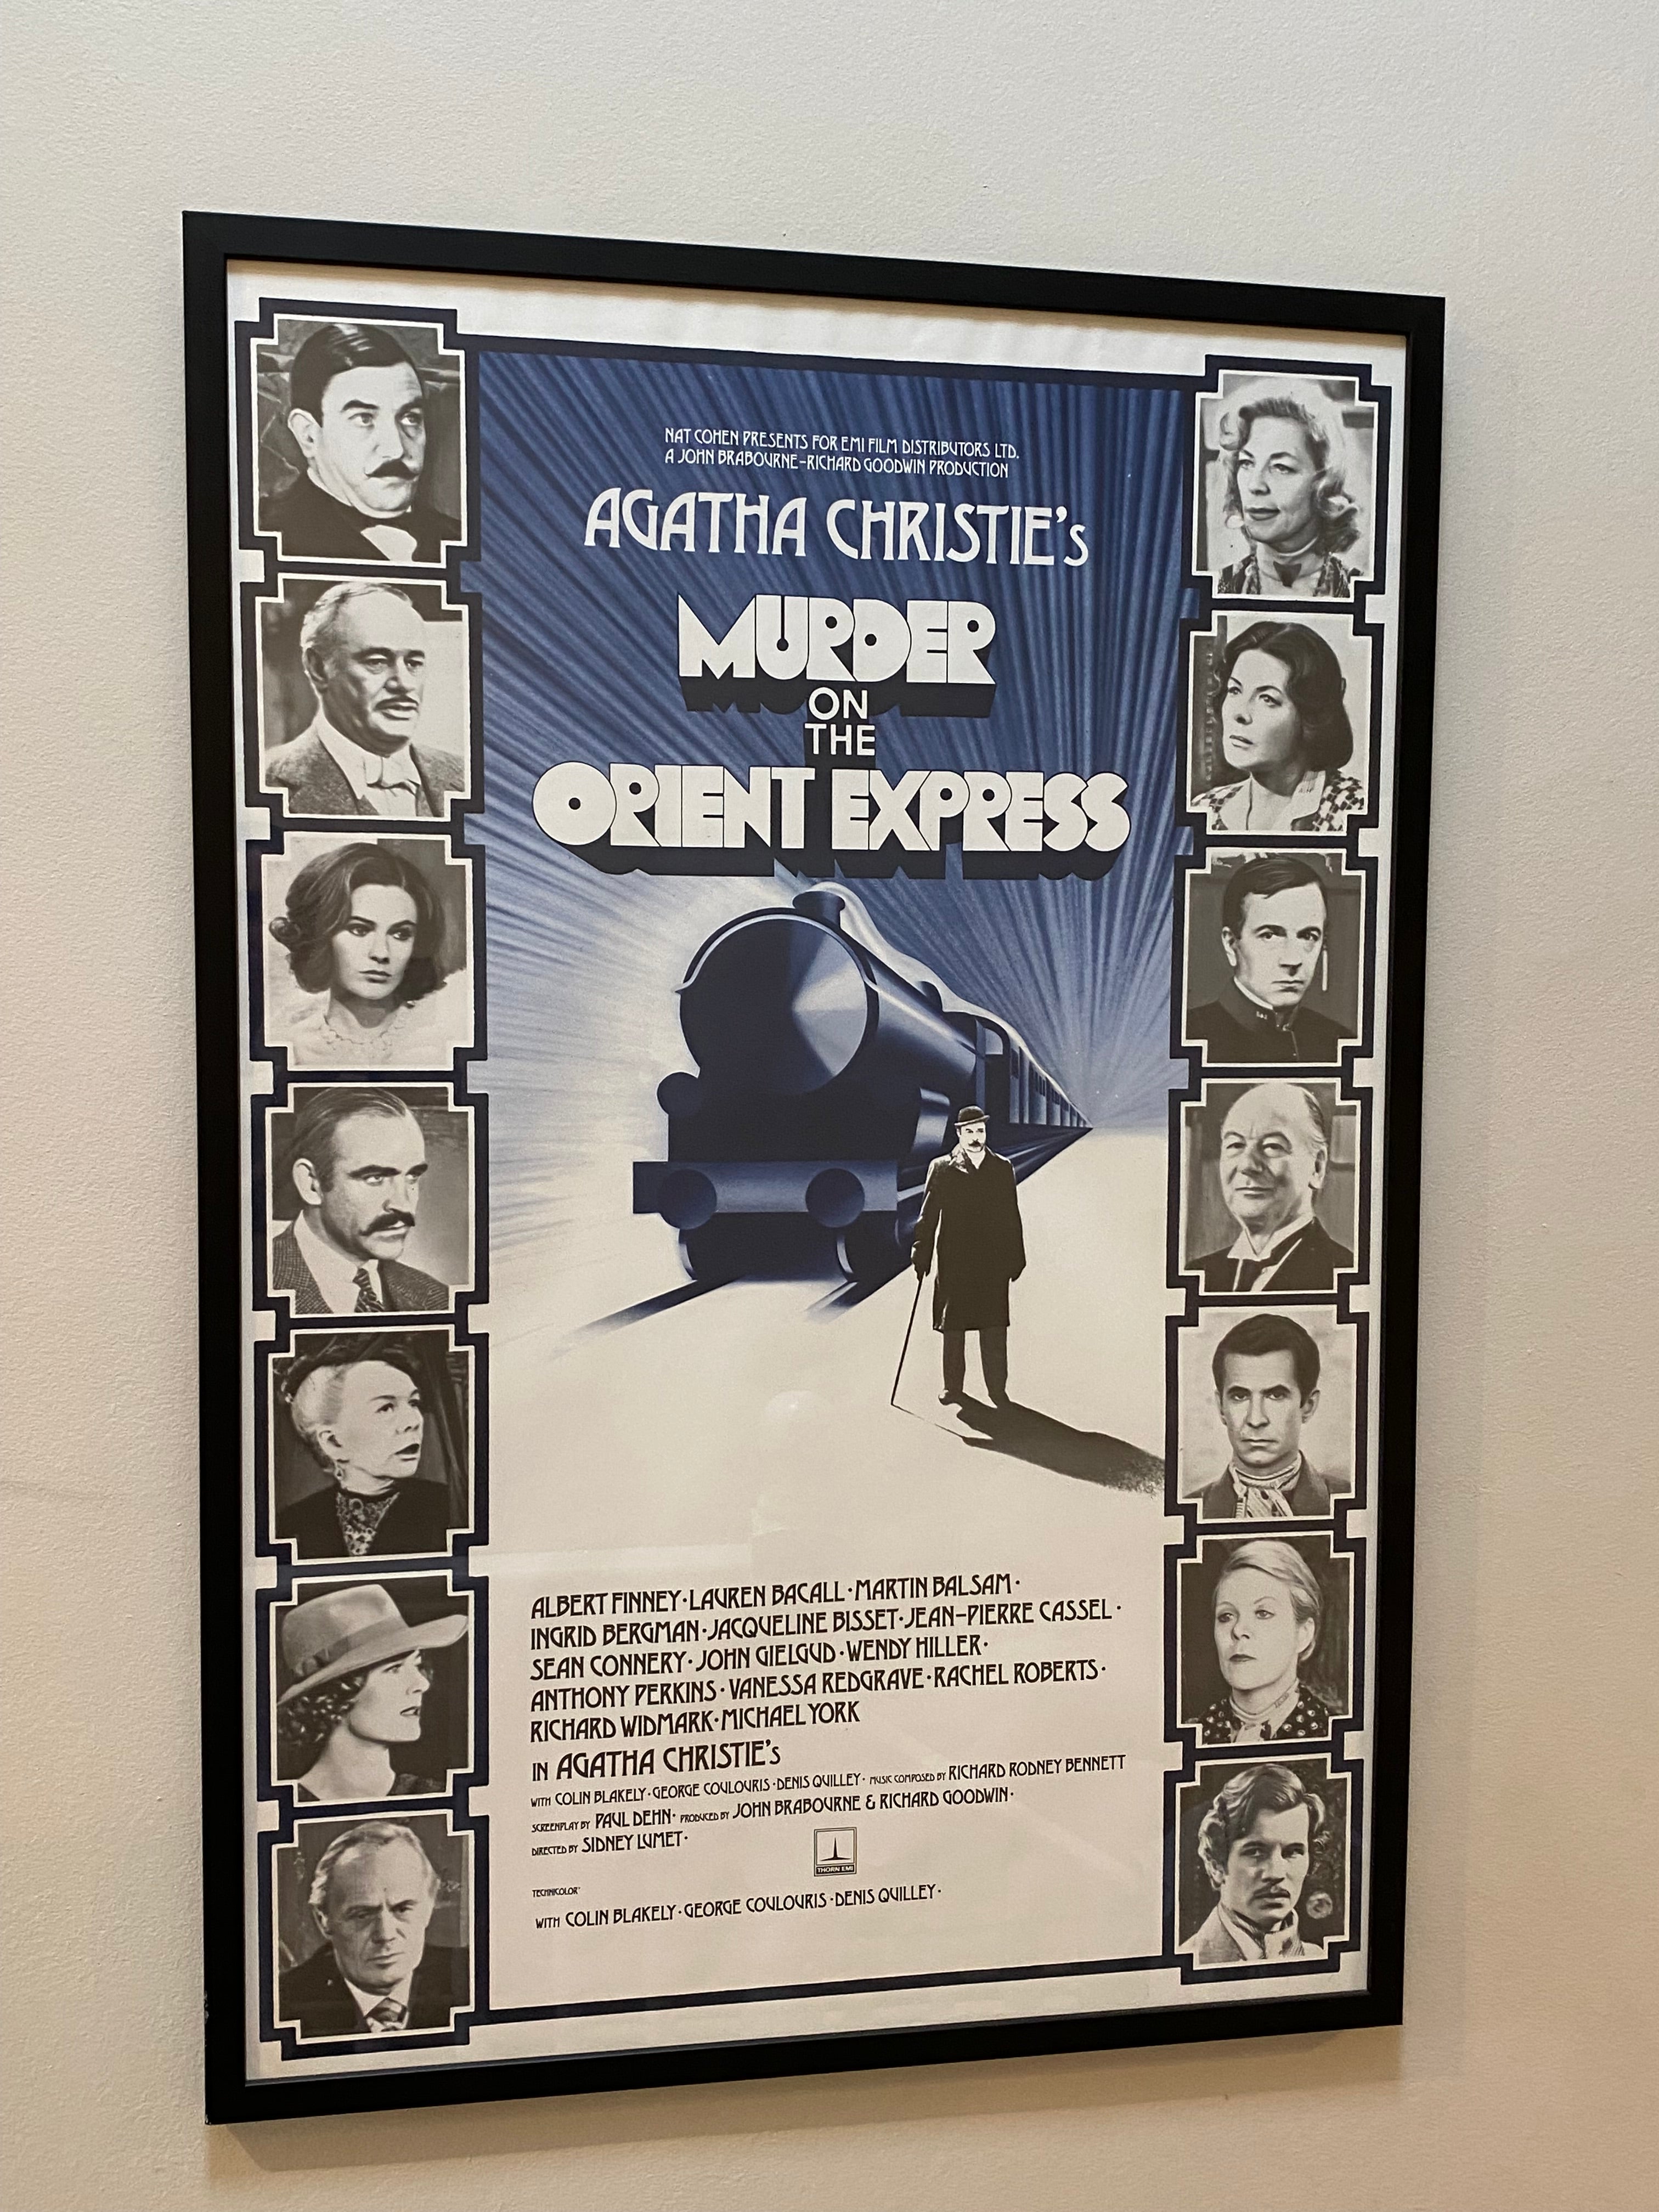 NAT COHEN PRESENTS FOR EMI FILM DISTRIBUTORS LTD.
A JOHN BRABOURNE-RICHARD GOODWIN PRODUCTION
AGATHA CHRISTIE's
MURDER
ON
THE
ORIENT EXPRESS
ALBERT FINNEY · LAUREN BACALL · MARTIN BALSAM ·
INGRID BERGMAN · JACQUELINE BISSET · JEAN-PIERRE CASSEL ·
SEAN CONNERY · JOHN GIELGUD · WENDY HILLER ·
ANTHONY PERKINS · VANESSA REDGRAVE · RACHEL ROBERTS ·
RICHARD WIDMARK · MICHAEL YORK
IN AGATHA CHRISTIE's
WITH COLIN BLAKELY · GEORGE COULOURIS · DENIS QUILLEY · MUSIC COMPOSED BY RICHARD RODNEY BENNETT
SCREENPLAY BY PAUL DEHN · PRODUCED BY JOHN BRABOURNE & RICHARD GOODWIN ·
DIRECTED BY SIDNEY LUMET ·
THORN EMI
TECHNICOLOR
WITH COLIN BLAKELY · GEORGE COULOURIS · DENIS QUILLEY ·